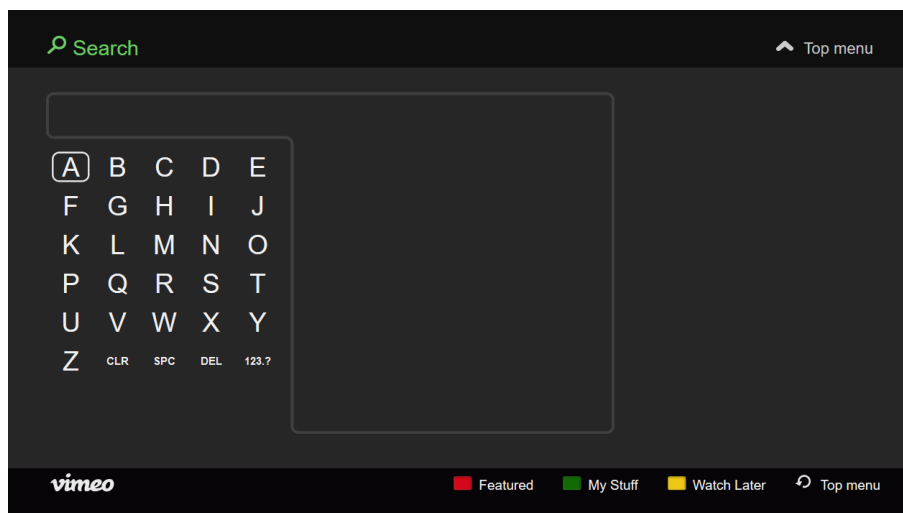 Search
Top menu
A B C D E
F G H I J
K L M N O
P Q R S T
U V W X Y
Z CLR SPC DEL 123.?
vimeo Featured My Stuff Watch Later Top menu